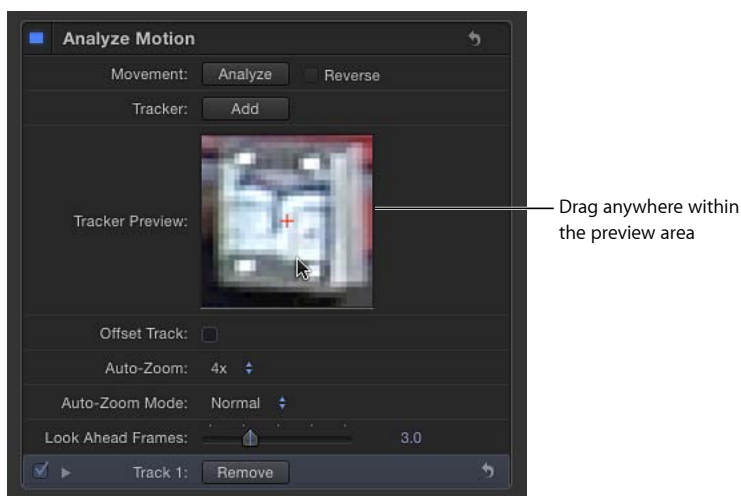 Analyze Motion
Movement: Analyze Reverse
Tracker: Add
Tracker Preview:
Drag anywhere within
the preview area
Offset Track:
Auto-Zoom: 4x
Auto-Zoom Mode: Normal
Look Ahead Frames: 3.0
Track 1: Remove